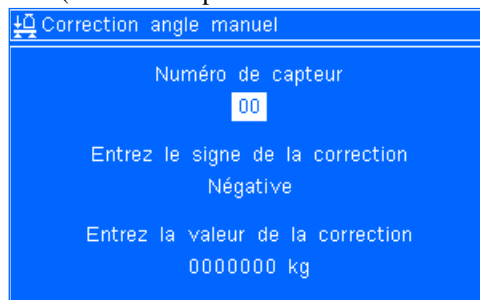 Correction angle manuel
Numéro de capteur
00
Entrez le signe de la correction
Négative
Entrez la valeur de la correction
0000000 kg